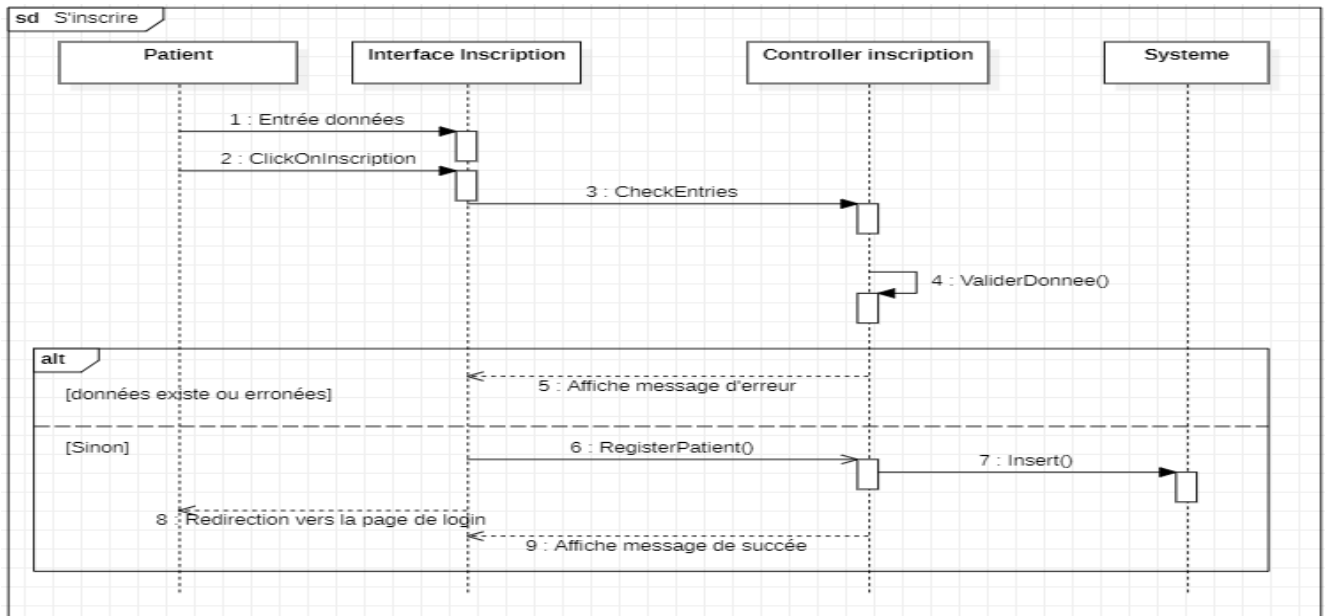 sd S'inscrire
Patient
Interface Inscription
Controller inscription
Systeme
1 : Entrée données
2 : ClickOnInscription
3 : CheckEntries
4 : ValiderDonnee()
alt
5 : Affiche message d'erreur
[données existe ou erronées]
[Sinon]
6 : RegisterPatient()
7 : Insert()
8 : Redirection vers la page de login
9 : Affiche message de succée